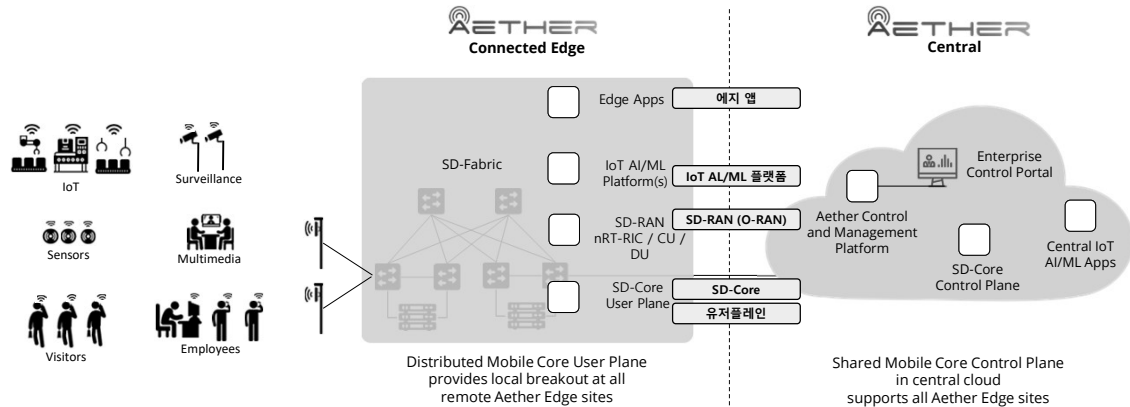 AETHER
Connected Edge
AETHER
Central
Edge Apps
에지 앱
SD-Fabric
IoT AI/ML
Platform(s)
IoT AL/ML 플랫폼
SD-RAN
nRT-RIC / CU /
DU
SD-RAN (O-RAN)
SD-Core
User Plane
SD-Core
유저플레인
IoT
Surveillance
Sensors
Multimedia
Visitors
Employees
Enterprise
Control Portal
Aether Control
and Management
Platform
SD-Core
Control Plane
Central IoT
AI/ML Apps
Distributed Mobile Core User Plane
provides local breakout at all
remote Aether Edge sites
Shared Mobile Core Control Plane
in central cloud
supports all Aether Edge sites